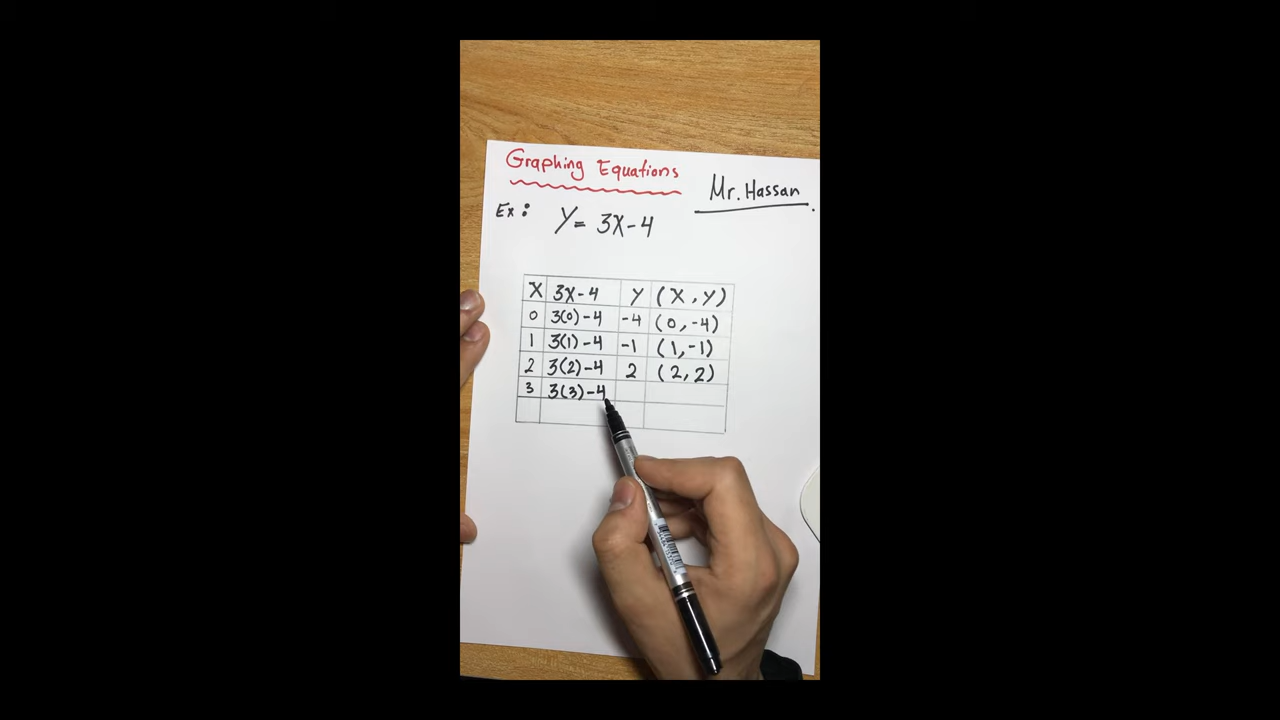 Graphing Equations
Mr. Hassan.
Ex: Y = 3X-4
X 3X-4 Y (X,Y)
0 3(0)-4 -4 (0,-4)
1 3(1)-4 -1 (1,-1)
2 3(2)-4 2 (2,2)
3 3(3)-4